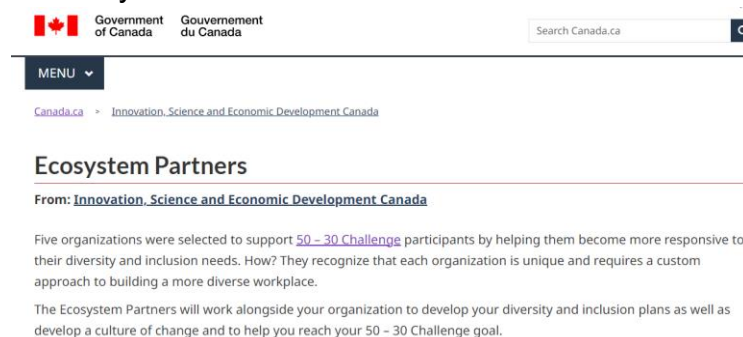 Government Gouvernement
of Canada du Canada
Search Canada.ca
MENU
Canada.ca > Innovation, Science and Economic Development Canada
Ecosystem Partners
From: Innovation, Science and Economic Development Canada
Five organizations were selected to support 50 – 30 Challenge participants by helping them become more responsive to
their diversity and inclusion needs. How? They recognize that each organization is unique and requires a custom
approach to building a more diverse workplace.
The Ecosystem Partners will work alongside your organization to develop your diversity and inclusion plans as well as
develop a culture of change and to help you reach your 50 – 30 Challenge goal.